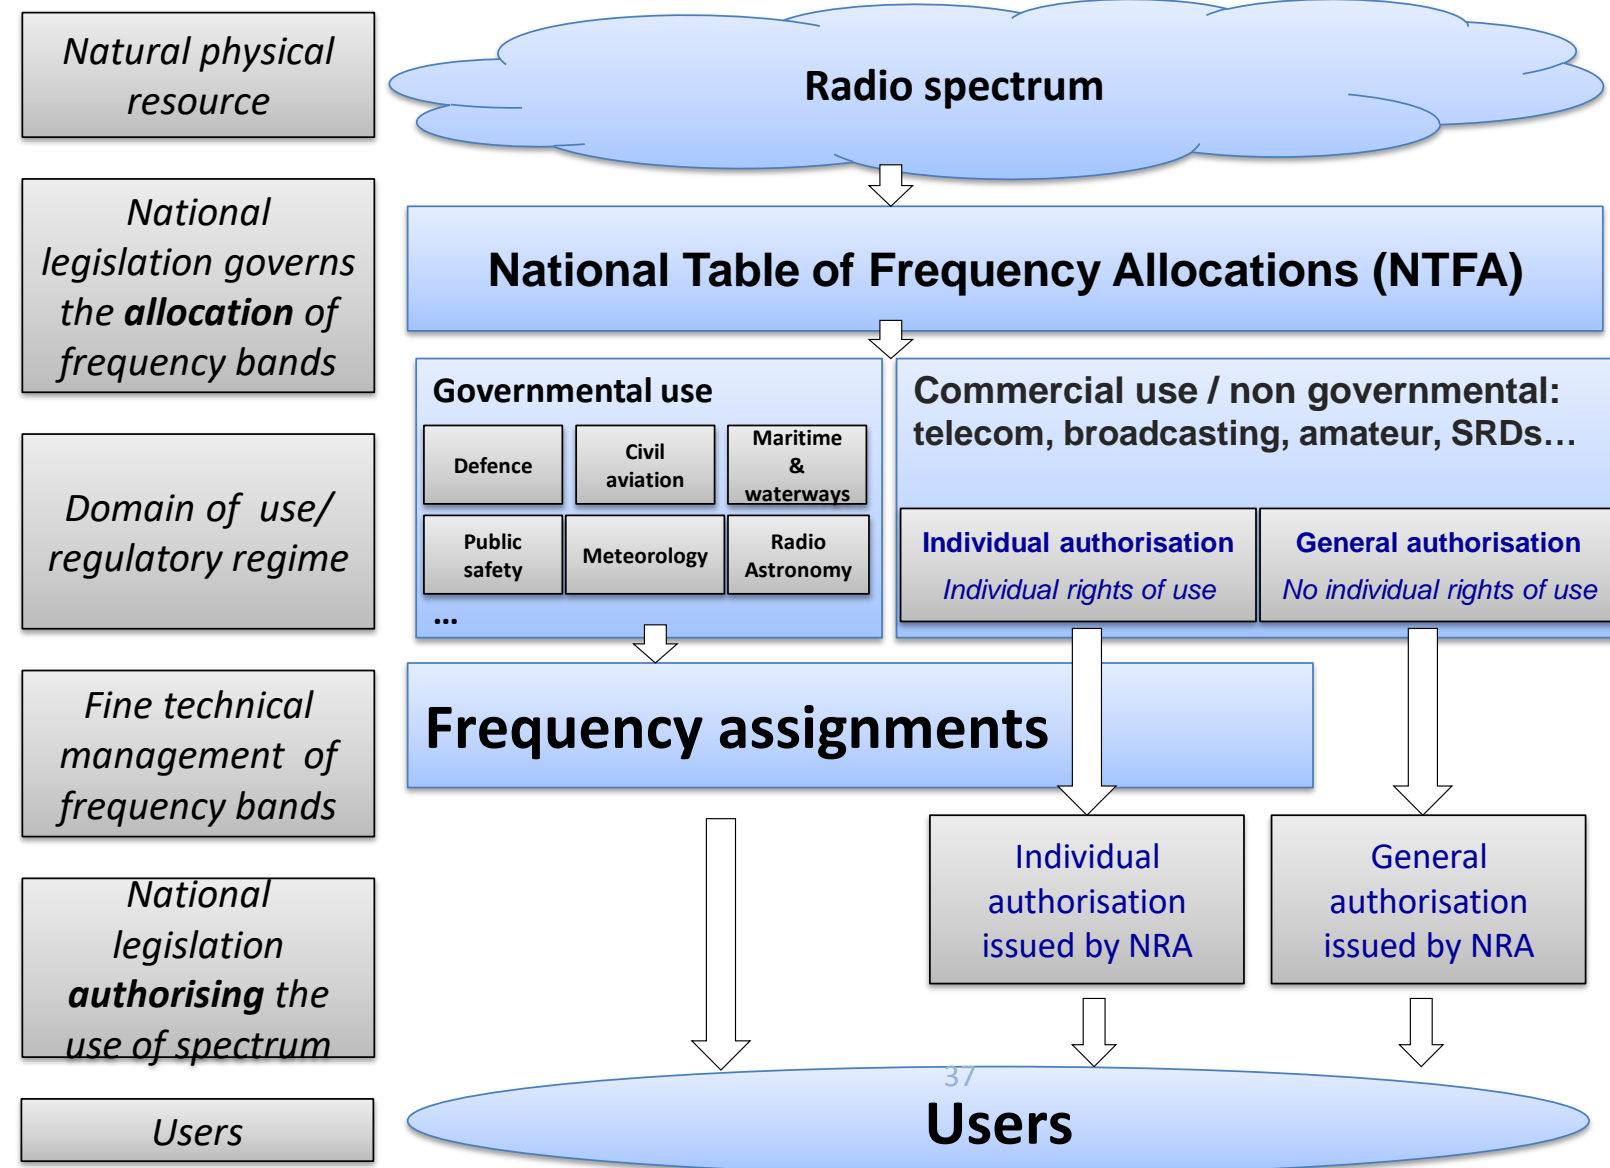 Natural physical
resource
Radio spectrum
National
legislation governs
the allocation of
frequency bands
National Table of Frequency Allocations (NTFA)
Domain of use/
regulatory regime
Governmental use
Defence
Civil
aviation
Maritime
&
waterways
Public
safety
Meteorology
Radio
Astronomy
...
Commercial use / non governmental:
telecom, broadcasting, amateur, SRDs…
Individual authorisation
Individual rights of use
General authorisation
No individual rights of use
Fine technical
management of
frequency bands
Frequency assignments
National
legislation
authorising the
use of spectrum
Individual
authorisation
issued by NRA
General
authorisation
issued by NRA
Users
37
Users